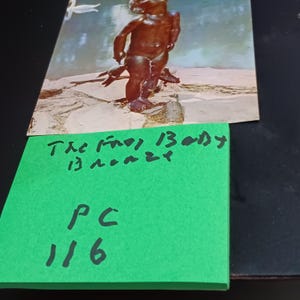 The Frog Baby
Bronze
PC
116